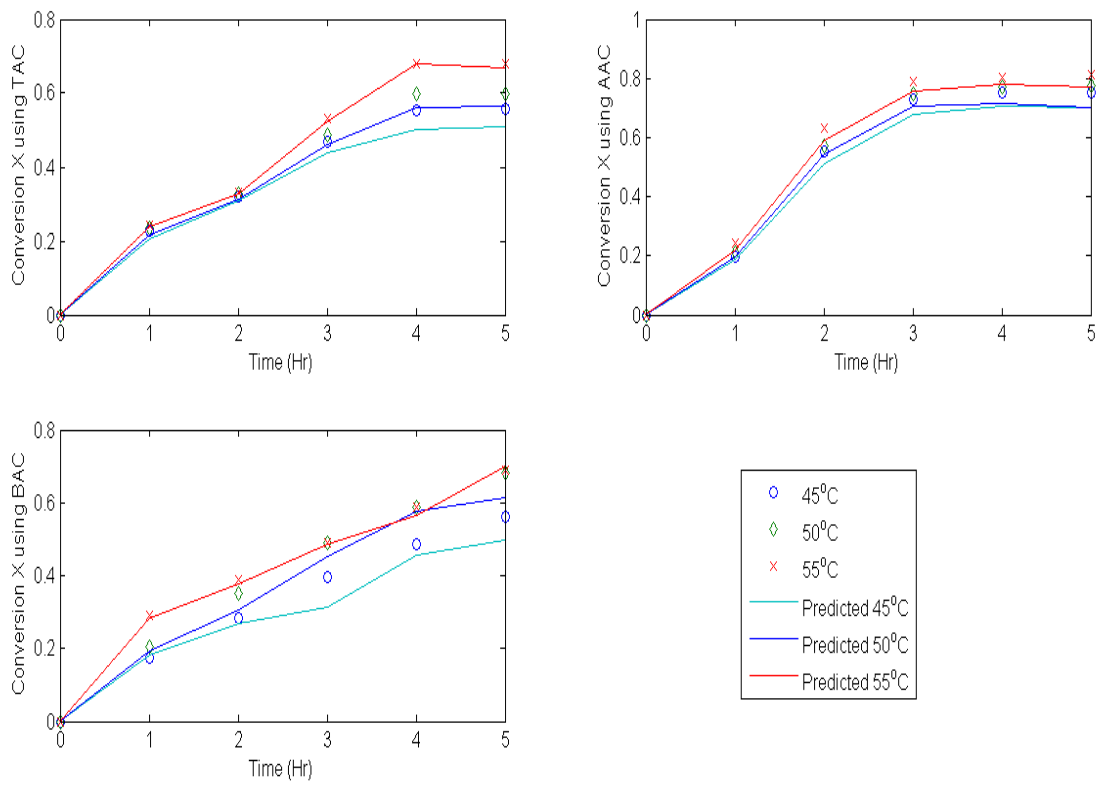 Conversion X using TAC
0.8
0.6
0.4
0.2
0
0 1 2 3 4 5
Time (Hr)
Conversion X using AAC
1
0.8
0.6
0.4
0.2
0
0 1 2 3 4 5
Time (Hr)
Conversion X using BAC
0.8
0.6
0.4
0.2
0
0 1 2 3 4 5
Time (Hr)
45⁰C
50⁰C
55⁰C
Predicted 45⁰C
Predicted 50⁰C
Predicted 55⁰C